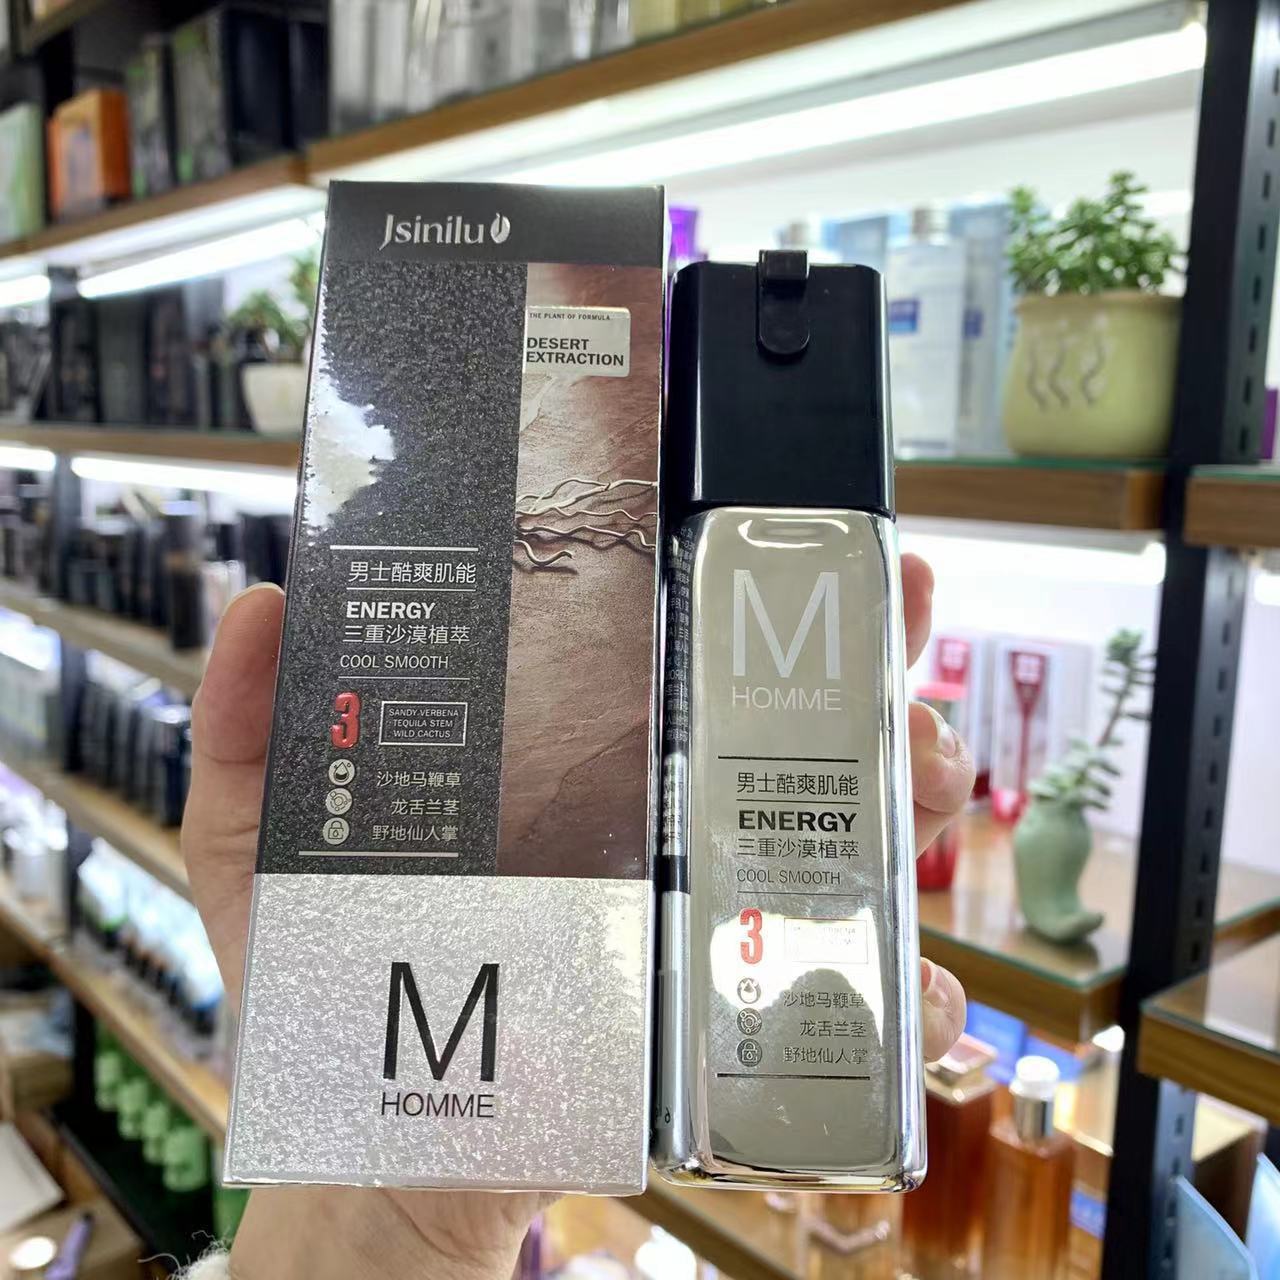 Jsinilu
THE PLANT OF FORMULA
DESERT
EXTRACTION
男士酷爽肌能
ENERGY
三重沙漠植萃
COOL SMOOTH
3
SANDY.VERBENA
TEQUILA STEM
WILD CACTUS
沙地马鞭草
龙舌兰茎
野地仙人掌
M
HOMME
M
HOMME
男士酷爽肌能
ENERGY
三重沙漠植萃
COOL SMOOTH
3
沙地马鞭草
龙舌兰茎
野地仙人掌